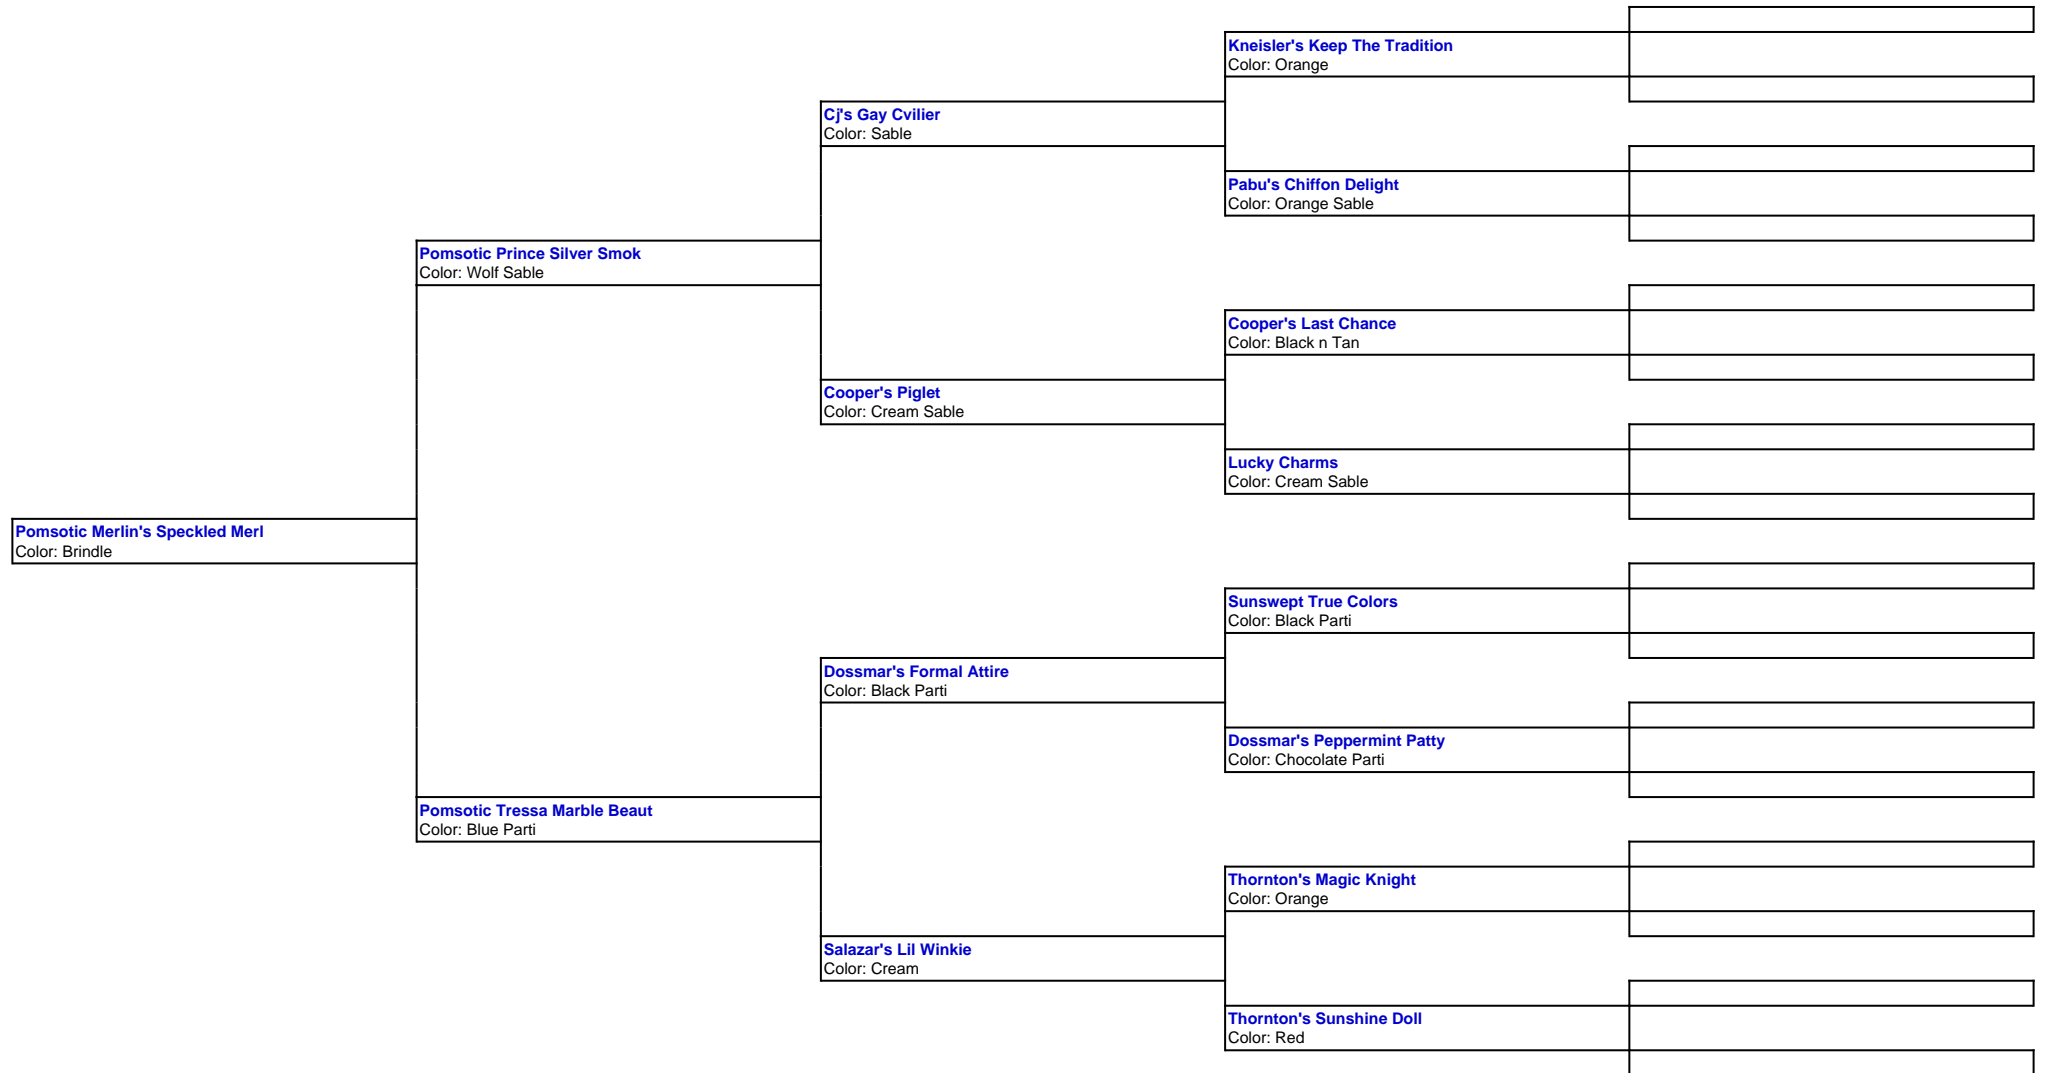 Kneisler's Keep The Tradition
Color: Orange
Cj's Gay Cvilier
Color: Sable
Pabu's Chiffon Delight
Color: Orange Sable
Pomsotic Prince Silver Smok
Color: Wolf Sable
Cooper's Last Chance
Color: Black n Tan
Cooper's Piglet
Color: Cream Sable
Lucky Charms
Color: Cream Sable
Pomsotic Merlin's Speckled Merl
Color: Brindle
Sunswept True Colors
Color: Black Parti
Dossmar's Formal Attire
Color: Black Parti
Dossmar's Peppermint Patty
Color: Chocolate Parti
Pomsotic Tressa Marble Beaut
Color: Blue Parti
Thornton's Magic Knight
Color: Orange
Salazar's Lil Winkie
Color: Cream
Thornton's Sunshine Doll
Color: Red